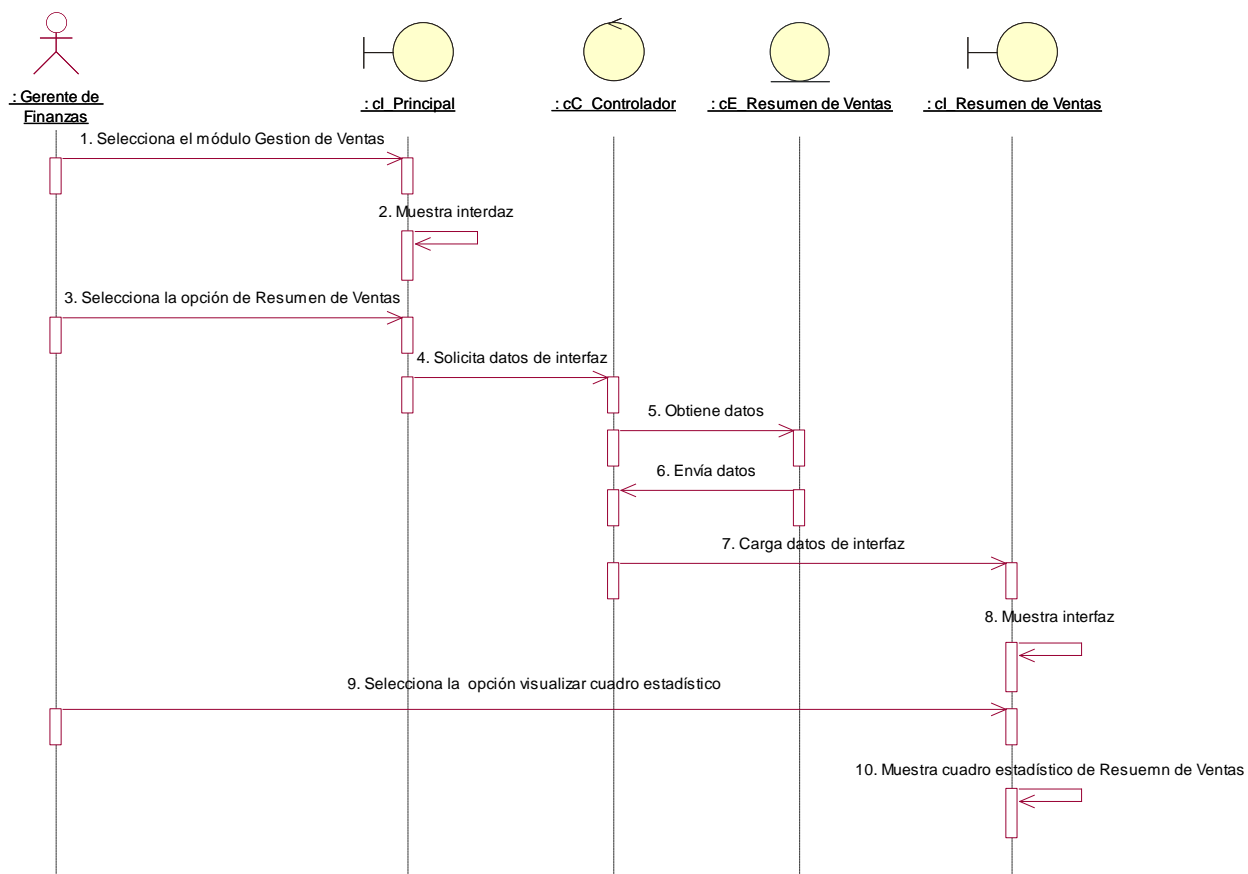 : Gerente de
Finanzas
: cI_Principal
: cC_Controlador
: cE_Resumen de Ventas
: cI_Resumen de Ventas
1. Selecciona el módulo Gestion de Ventas
2. Muestra interdaz
3. Selecciona la opción de Resumen de Ventas
4. Solicita datos de interfaz
5. Obtiene datos
6. Envía datos
7. Carga datos de interfaz
8. Muestra interfaz
9. Selecciona la opción visualizar cuadro estadístico
10. Muestra cuadro estadístico de Resuemn de Ventas